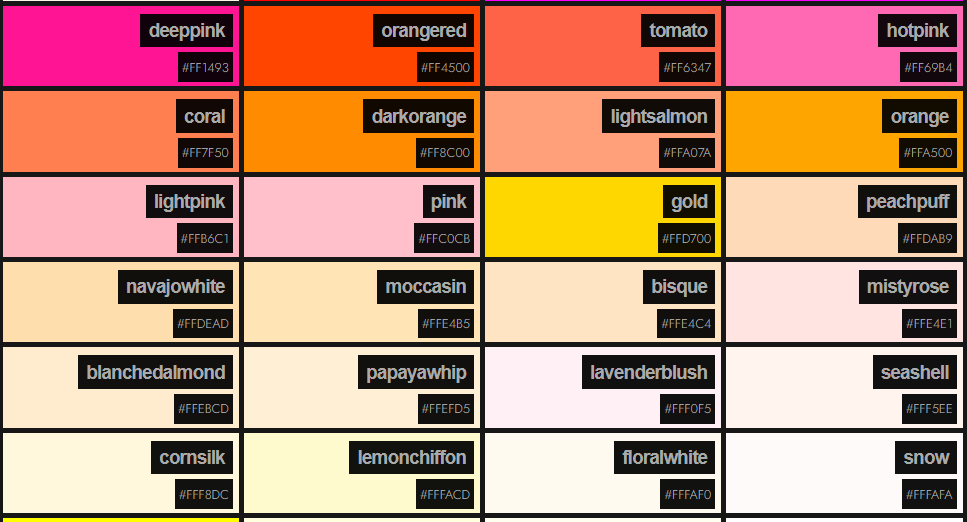 deeppink
#FF1493
orangered
#FF4500
tomato
#FF6347
hotpink
#FF69B4
coral
#FF7F50
darkorange
#FF8C00
lightsalmon
#FFA07A
orange
#FFA500
lightpink
#FFB6C1
pink
#FFC0CB
gold
#FFD700
peachpuff
#FFDAB9
navajowhite
#FFDEAD
moccasin
#FFE4B5
bisque
#FFE4C4
mistyrose
#FFE4E1
blanchedalmond
#FFEBCD
papayawhip
#FFEFD5
lavenderblush
#FFF0F5
seashell
#FFF5EE
cornsilk
#FFF8DC
lemonchiffon
#FFFACD
floralwhite
#FFFAF0
snow
#FFFAFA